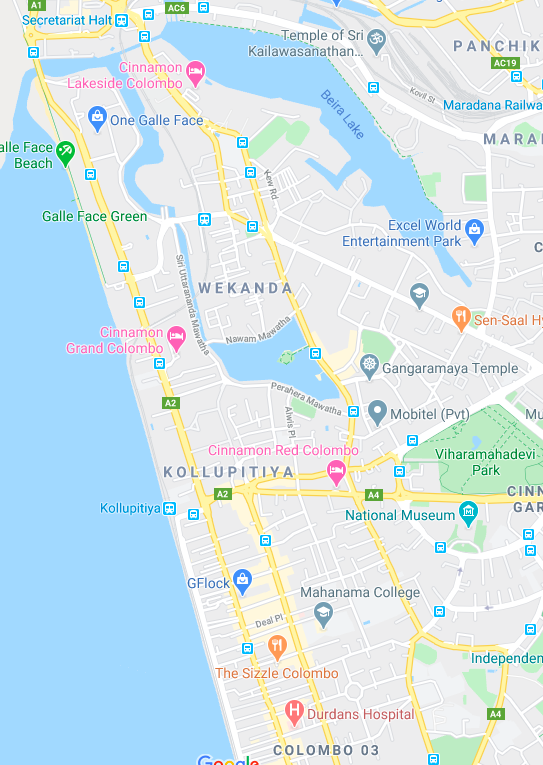 A1
Secretariat Halt
AC6
Temple of Sri
Kailawasanathan...
PANCHIK
AC19
Cinnamon
Lakeside Colombo
Kovil St
Beira Lake
Maradana Railwa
One Galle Face
MARA
alle Face
Beach
Kew Rd
Galle Face Green
Excel World
Entertainment Park
C
Siri Uttarananda Mawatha
WEKANDA
Sen-Saal Hy
Cinnamon
Grand Colombo
Nawam Mawatha
Gangaramaya Temple
Perahera Mawatha
A2
Alwis Pl
Mobitel (Pvt)
Mu
Cinnamon Red Colombo
Viharamahadevi
Park
KOLLUPITIYA
A2
A4
CINN
GAR
Kollupitiya
National Museum
GFlock
Mahanama College
Deal Pl
Independen
The Sizzle Colombo
Durdans Hospital
A4
COLOMBO 03
Google